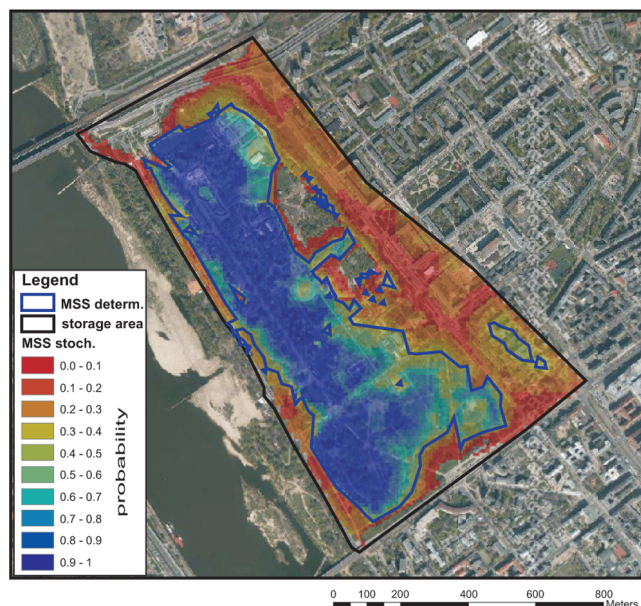 Legend
MSS determ.
storage area
MSS stoch.
0.0 - 0.1
0.1 - 0.2
0.2 - 0.3
0.3 - 0.4
0.4 - 0.5
0.5 - 0.6
0.6 - 0.7
0.7 - 0.8
0.8 - 0.9
0.9 - 1
probability
0 100 200 400 600 800
Meters